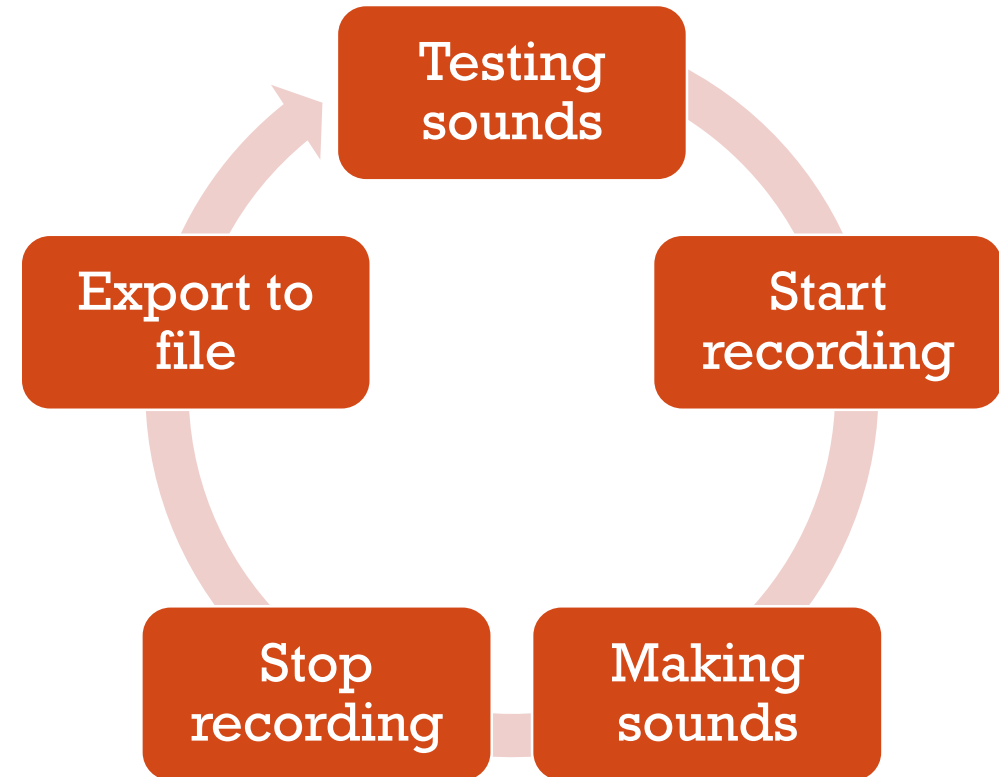 Testing
sounds
Start
recording
Making
sounds
Stop
recording
Export to
file